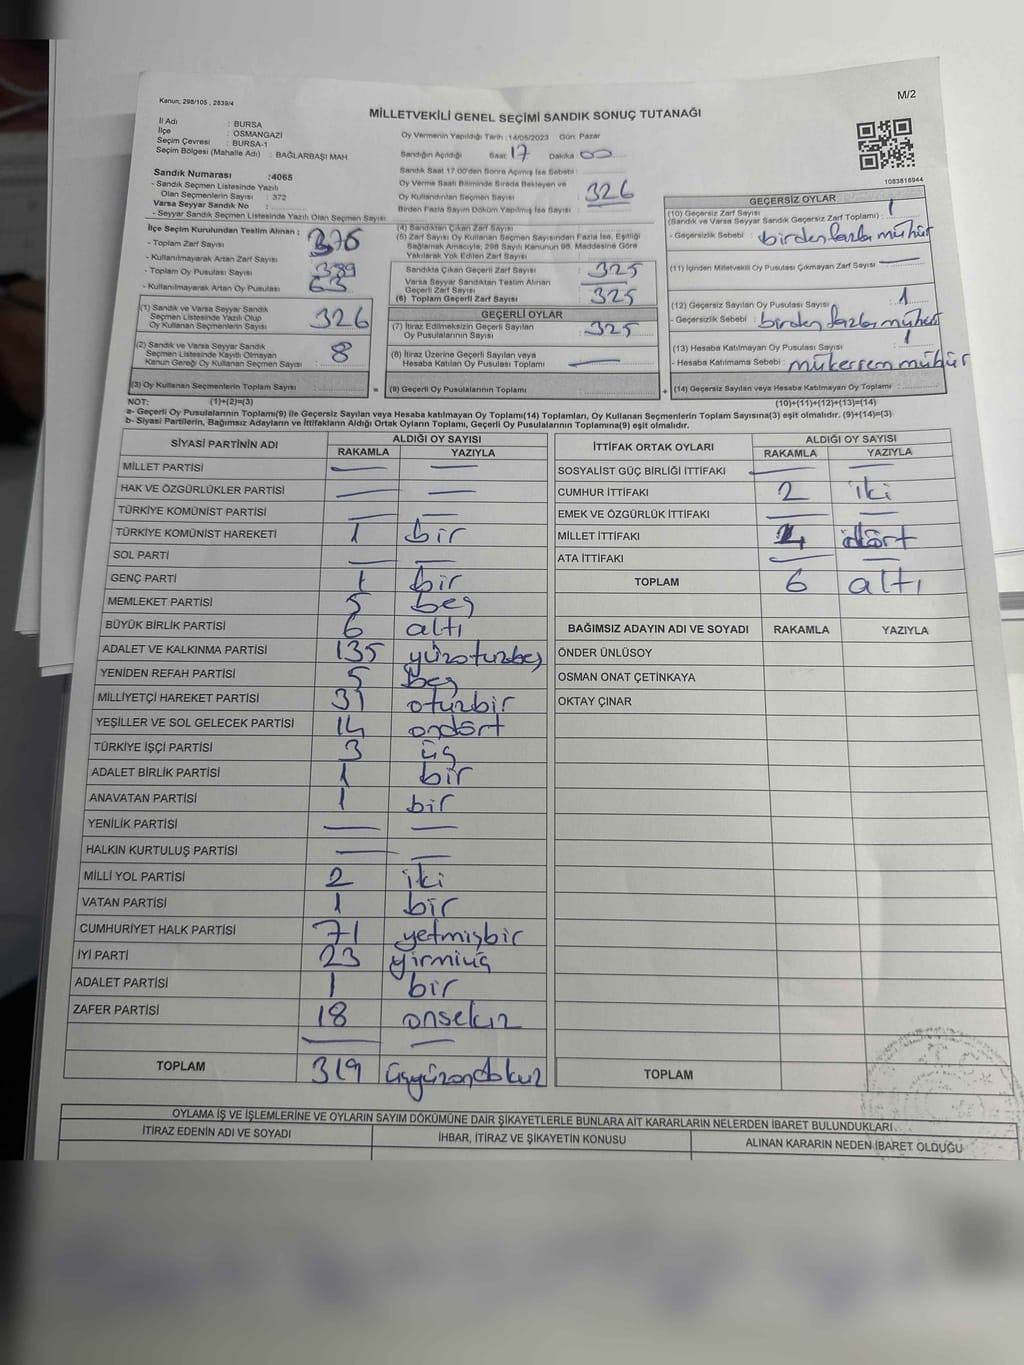 Kanun; 298/105 , 2839/4
M/2
MİLLETVEKİLİ GENEL SEÇİMİ SANDIK SONUÇ TUTANAĞI
İl Adı : BURSA
İlçe : OSMANGAZİ
Seçim Çevresi : BURSA-1
Seçim Bölgesi (Mahalle Adı) : BAĞLARBAŞI MAH.
Sandık Numarası :4065
- Sandık Seçmen Listesinde Yazılı
Olan Seçmenlerin Sayısı : 372
Varsa Seyyar Sandık No :
- Seyyar Sandık Seçmen Listesinde Yazılı Olan Seçmen Sayısı
Oy Vermenin Yapıldığı Tarih : 14/05/2023 Gün: Pazar
Sandığın Açıldığı Saat: 17 Dakika: 00
Sandık Saat 17.00'den Sonra Açılmış İse Sebebi :
Oy Verme Saati Bitiminde Sırada Bekleyen ve
Oy Kullandırılan Seçmen Sayısı : 326
Birden Fazla Sayım Döküm Yapılmış İse Sayısı :
1083816944
İlçe Seçim Kurulundan Teslim Alınan ;
- Toplam Zarf Sayısı :
- Kullanılmayarak Artan Zarf Sayısı
- Toplam Oy Pusulası Sayısı :
- Kullanılmayarak Artan Oy Pusulası : 63
(1) Sandık ve Varsa Seyyar Sandık
Seçmen Listesinde Yazılı Olup
Oy Kullanan Seçmenlerin Sayısı 326
(2) Sandık ve Varsa Seyyar Sandık
Seçmen Listesinde Kayıtlı Olmayan
Kanun Gereği Oy Kullanan Seçmen Sayısı 8
(3) Oy Kullanan Seçmenlerin Toplam Sayısı
(4) Sandıktan Çıkan Zarf Sayısı
(5) Zarf Sayısı Oy Kullanan Seçmen Sayısından Fazla İse, Eşitliği
Sağlamak Amacıyla, 298 Sayılı Kanunun 98. Maddesine Göre
Yakılarak Yok Edilen Zarf Sayısı
Sandıkta Çıkan Geçerli Zarf Sayısı : 325
Varsa Seyyar Sandıktan Teslim Alınan
Geçerli Zarf Sayısı
(6) Toplam Geçerli Zarf Sayısı : 325
GEÇERLİ OYLAR
(7) İtiraz Edilmeksizin Geçerli Sayılan
Oy Pusulalarının Sayısı : 325
(8) İtiraz Üzerine Geçerli Sayılan veya
Hesaba Katılan Oy Pusulası Toplamı :
= (9) Geçerli Oy Pusulalarının Toplamı
GEÇERSİZ OYLAR
(10) Geçersiz Zarf Sayısı
(Sandık ve Varsa Seyyar Sandık Geçersiz Zarf Toplamı) : 1
- Geçersizlik Sebebi : birden fazla mühür
(11) İçinden Milletvekili Oy Pusulası Çıkmayan Zarf Sayısı :
(12) Geçersiz Sayılan Oy Pusulası Sayısı : 1
- Geçersizlik Sebebi : birden fazla mühür
(13) Hesaba Katılmayan Oy Pusulası Sayısı : 1
- Hesaba Katılmama Sebebi : mükerrem mühür
+ (14) Geçersiz Sayılan veya Hesaba Katılmayan Oy Toplamı :
NOT: (1)+(2)=(3) (10)+(11)+(12)+(13)=(14)
a- Geçerli Oy Pusulalarının Toplamı(9) ile Geçersiz Sayılan veya Hesaba katılmayan Oy Toplamı(14) Toplamları, Oy Kullanan Seçmenlerin Toplam Sayısına(3) eşit olmalıdır. (9)+(14)=(3)
b- Siyasi Partilerin, Bağımsız Adayların ve İttifakların Aldığı Ortak Oyların Toplamı, Geçerli Oy Pusulalarının Toplamına(9) eşit olmalıdır.
SİYASİ PARTİNİN ADI ALDIĞI OY SAYISI
RAKAMLA YAZIYLA
MİLLET PARTİSİ
HAK VE ÖZGÜRLÜKLER PARTİSİ
TÜRKİYE KOMÜNİST PARTİSİ
TÜRKİYE KOMÜNİST HAREKETİ 1 bir
SOL PARTİ
GENÇ PARTİ 1 bir
MEMLEKET PARTİSİ 5 beş
BÜYÜK BİRLİK PARTİSİ 6 altı
ADALET VE KALKINMA PARTİSİ 135 yüzotuzbeş
YENİDEN REFAH PARTİSİ 5 beş
MİLLİYETÇİ HAREKET PARTİSİ 31 otuzbir
YEŞİLLER VE SOL GELECEK PARTİSİ 14 ondört
TÜRKİYE İŞÇİ PARTİSİ 3 üç
ADALET BİRLİK PARTİSİ 1 bir
ANAVATAN PARTİSİ 1 bir
YENİLİK PARTİSİ
HALKIN KURTULUŞ PARTİSİ
MİLLİ YOL PARTİSİ 2 iki
VATAN PARTİSİ 1 bir
CUMHURİYET HALK PARTİSİ 71 yetmişbir
İYİ PARTİ 23 yirmiüç
ADALET PARTİSİ 1 bir
ZAFER PARTİSİ 18 onsekiz
TOPLAM 319 üçyüzondokuz
İTTİFAK ORTAK OYLARI ALDIĞI OY SAYISI
RAKAMLA YAZIYLA
SOSYALİST GÜÇ BİRLİĞİ İTTİFAKI
CUMHUR İTTİFAKI 2 iki
EMEK VE ÖZGÜRLÜK İTTİFAKI
MİLLET İTTİFAKI 4 dört
ATA İTTİFAKI
TOPLAM 6 altı
BAĞIMSIZ ADAYIN ADI VE SOYADI RAKAMLA YAZIYLA
ÖNDER ÜNLÜSOY
OSMAN ONAT ÇETİNKAYA
OKTAY ÇINAR
TOPLAM
OYLAMA İŞ VE İŞLEMLERİNE VE OYLARIN SAYIM DÖKÜMÜNE DAİR ŞİKAYETLERLE BUNLARA AİT KARARLARIN NELERDEN İBARET BULUNDUKLARI
İTİRAZ EDENİN ADI VE SOYADI İHBAR, İTİRAZ VE ŞİKAYETİN KONUSU ALINAN KARARIN NEDEN İBARET OLDUĞU